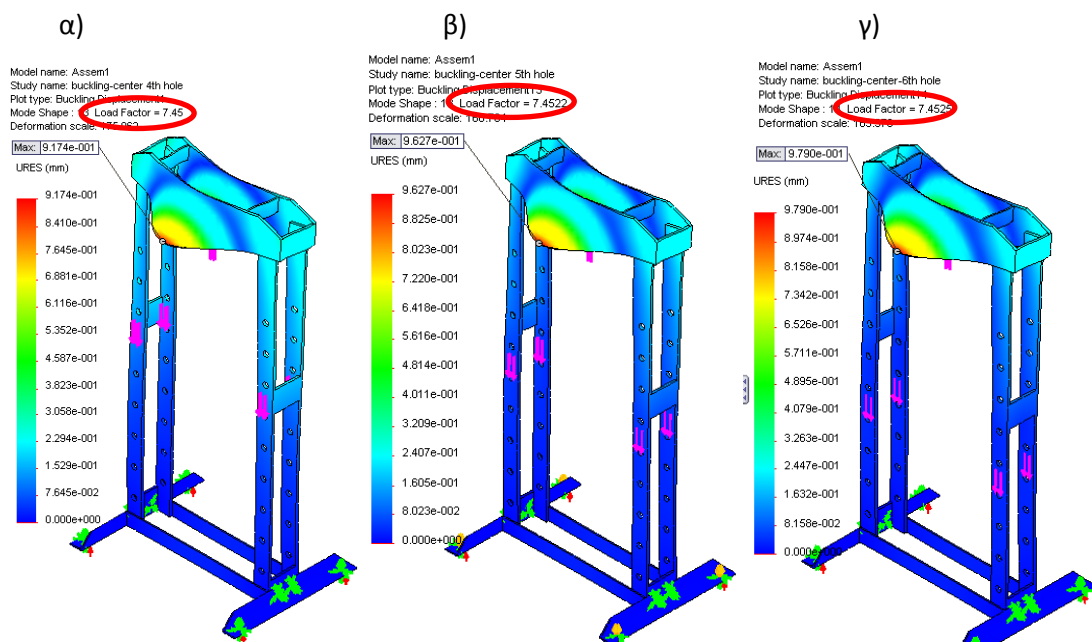 α)
Model name: Assem1
Study name: buckling-center 4th hole
Plot type: Buckling
Mode Shape : Load Factor = 7.45
Deformation scale:
Max: 9.174e-001
URES (mm)
9.174e-001
8.410e-001
7.645e-001
6.881e-001
6.116e-001
5.352e-001
4.587e-001
3.823e-001
3.058e-001
2.294e-001
1.529e-001
7.645e-002
0.000e+000
β)
Model name: Assem1
Study name: buckling-center 5th hole
Plot type: Buckling
Mode Shape : 1 Load Factor = 7.4522
Deformation scale:
Max: 9.627e-001
URES (mm)
9.627e-001
8.023e-001
7.220e-001
6.418e-001
5.616e-001
4.814e-001
4.011e-001
3.209e-001
2.407e-001
1.605e-001
8.023e-002
0.000e+000
γ)
Model name: Assem1
Study name: buckling-center-6th hole
Plot type: Buckling
Mode Shape : 1 Load Factor = 7.4525
Deformation scale:
Max: 9.790e-001
URES (mm)
9.790e-001
8.974e-001
8.158e-001
7.342e-001
6.526e-001
5.711e-001
4.895e-001
4.079e-001
3.263e-001
2.447e-001
1.632e-001
8.158e-002
0.000e+000